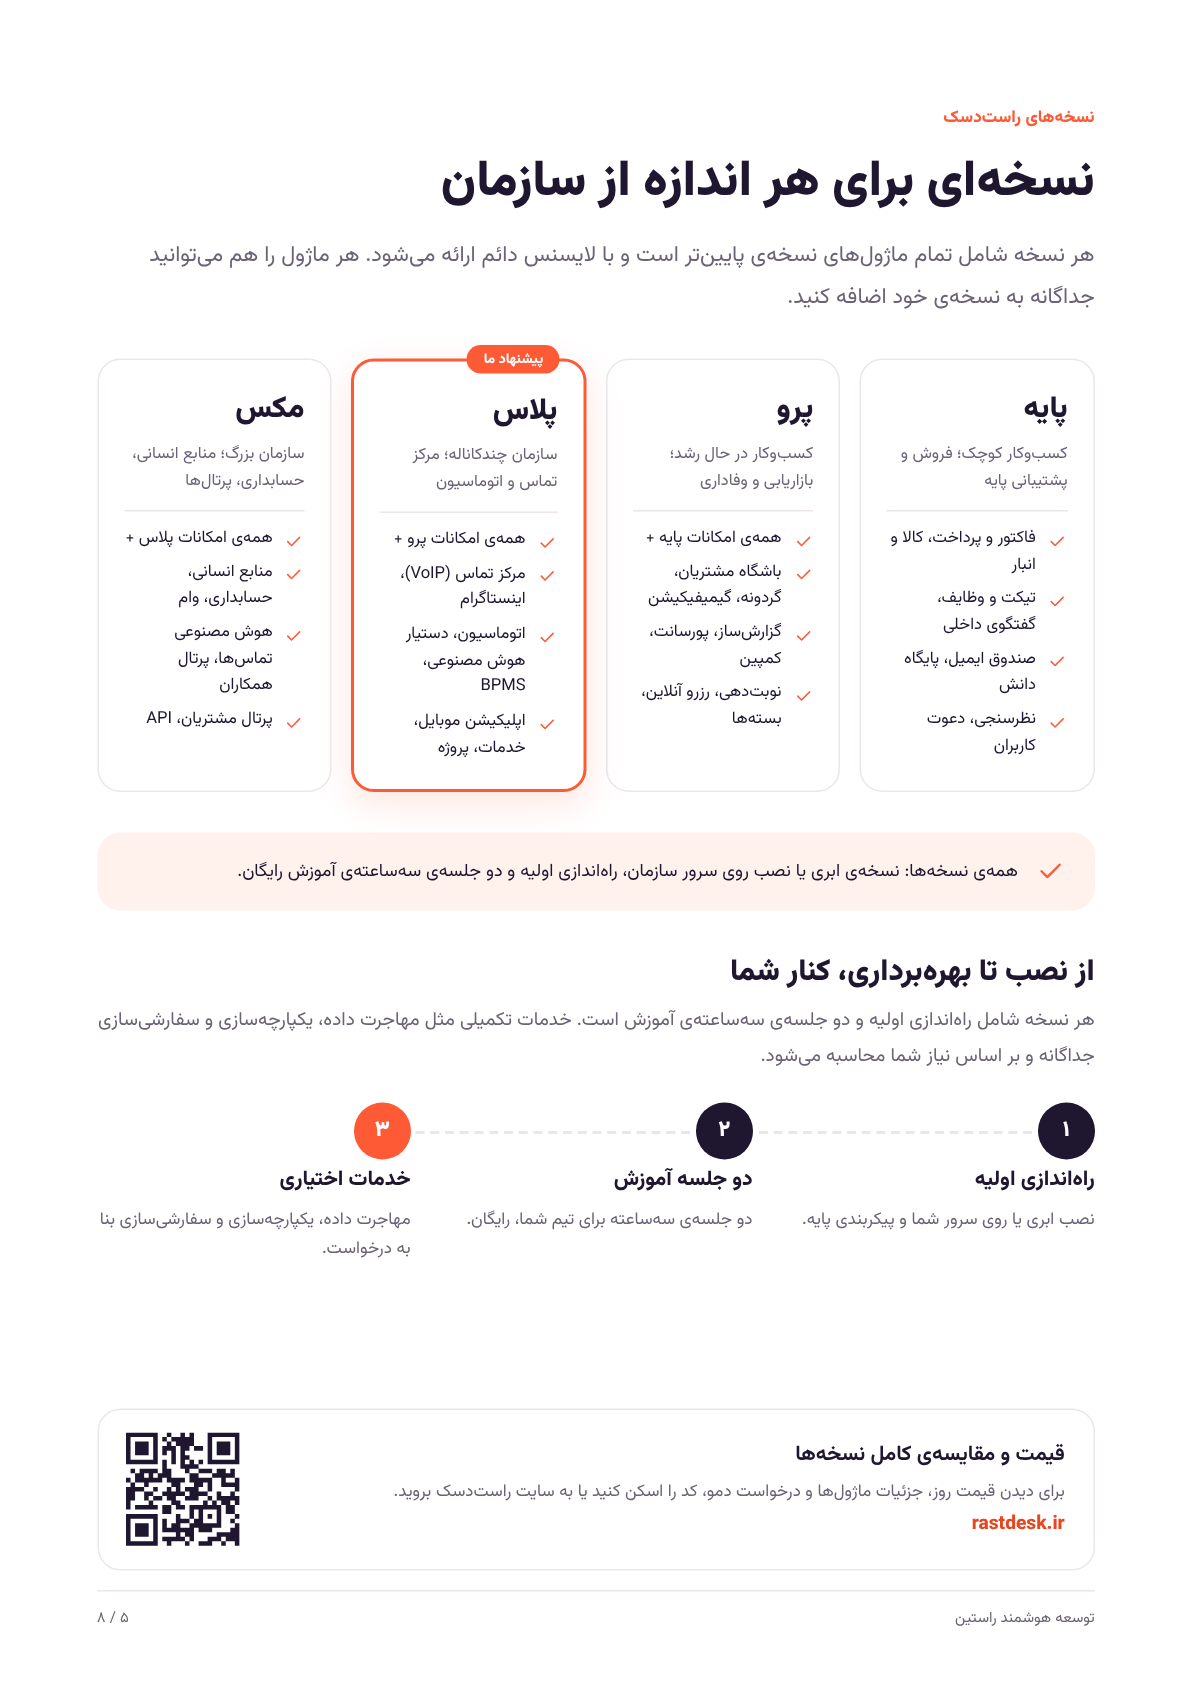 نسخه‌های راست‌دسک
نسخه‌ای برای هر اندازه از سازمان
هر نسخه شامل تمام ماژول‌های نسخه‌ی پایین‌تر است و با لایسنس دائم ارائه می‌شود. هر ماژول را هم می‌توانید
جداگانه به نسخه‌ی خود اضافه کنید.
پایه
کسب‌وکار کوچک؛ فروش و
پشتیبانی پایه
فاکتور و پرداخت، کالا و
انبار
تیکت و وظایف،
گفتگوی داخلی
صندوق ایمیل، پایگاه
دانش
نظرسنجی، دعوت
کاربران
پرو
کسب‌وکار در حال رشد؛
بازاریابی و وفاداری
همه‌ی امکانات پایه +
باشگاه مشتریان،
گردونه، گیمیفیکیشن
گزارش‌ساز، پورسانت،
کمپین
نوبت‌دهی، رزرو آنلاین،
بسته‌ها
پیشنهاد ما
پلاس
سازمان چندکاناله؛ مرکز
تماس و اتوماسیون
همه‌ی امکانات پرو +
مرکز تماس (VoIP)،
اینستاگرام
اتوماسیون، دستیار
هوش مصنوعی،
BPMS
اپلیکیشن موبایل،
خدمات، پروژه
مکس
سازمان بزرگ؛ منابع انسانی،
حسابداری، پرتال‌ها
همه‌ی امکانات پلاس +
منابع انسانی،
حسابداری، وام
هوش مصنوعی
تماس‌ها، پرتال
همکاران
پرتال مشتریان، API
همه‌ی نسخه‌ها: نسخه‌ی ابری یا نصب روی سرور سازمان، راه‌اندازی اولیه و دو جلسه‌ی سه‌ساعته‌ی آموزش رایگان.
از نصب تا بهره‌برداری، کنار شما
هر نسخه شامل راه‌اندازی اولیه و دو جلسه‌ی سه‌ساعته‌ی آموزش است. خدمات تکمیلی مثل مهاجرت داده، یکپارچه‌سازی و سفارشی‌سازی
جداگانه و بر اساس نیاز شما محاسبه می‌شود.
۱
راه‌اندازی اولیه
نصب ابری یا روی سرور شما و پیکربندی پایه.
۲
دو جلسه آموزش
دو جلسه‌ی سه‌ساعته برای تیم شما، رایگان.
۳
خدمات اختیاری
مهاجرت داده، یکپارچه‌سازی و سفارشی‌سازی بنا
به درخواست.
قیمت و مقایسه‌ی کامل نسخه‌ها
برای دیدن قیمت روز، جزئیات ماژول‌ها و درخواست دمو، کد را اسکن کنید یا به سایت راست‌دسک بروید.
rastdesk.ir
توسعه هوشمند راستین
۵ / ۸